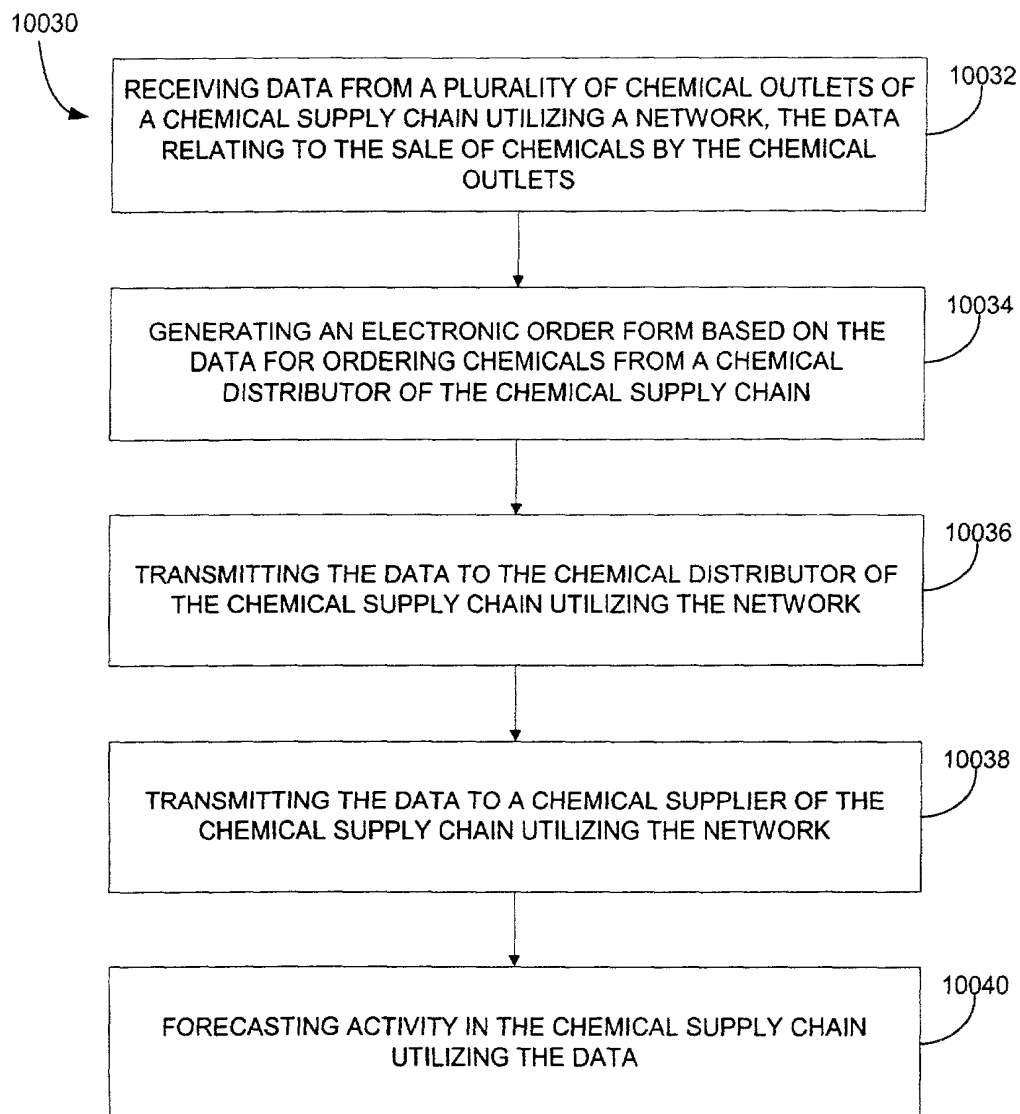 10030
RECEIVING DATA FROM A PLURALITY OF CHEMICAL OUTLETS OF
A CHEMICAL SUPPLY CHAIN UTILIZING A NETWORK, THE DATA
RELATING TO THE SALE OF CHEMICALS BY THE CHEMICAL
OUTLETS
10032
GENERATING AN ELECTRONIC ORDER FORM BASED ON THE
DATA FOR ORDERING CHEMICALS FROM A CHEMICAL
DISTRIBUTOR OF THE CHEMICAL SUPPLY CHAIN
10034
TRANSMITTING THE DATA TO THE CHEMICAL DISTRIBUTOR OF
THE CHEMICAL SUPPLY CHAIN UTILIZING THE NETWORK
10036
TRANSMITTING THE DATA TO A CHEMICAL SUPPLIER OF THE
CHEMICAL SUPPLY CHAIN UTILIZING THE NETWORK
10038
FORECASTING ACTIVITY IN THE CHEMICAL SUPPLY CHAIN
UTILIZING THE DATA
10040